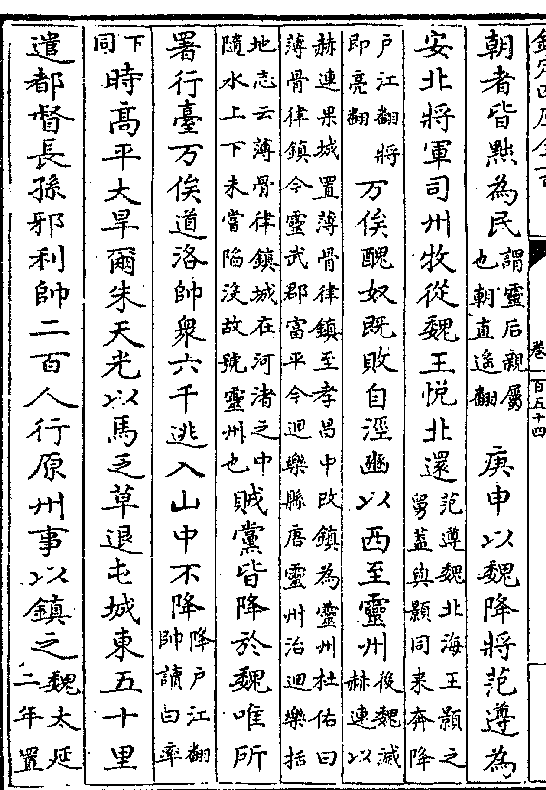 欽定四庫全書
卷一百五十四
朝者皆黜為民謂靈后親屬也朝直遙翻 庚申以魏降將范遵為
安北將軍司州牧從魏王悅北還范遵魏北海王顥之舅蓋與顥同來奔降
戶江翻將即亮翻万俟醜奴既敗自涇豳以西至靈州後魏滅赫連以
赫連果城置薄骨律鎮至孝昌中改鎮為靈州杜佑曰
薄骨律鎮今靈武郡富平今迴樂縣唐靈州治迴樂括
地志云薄骨律鎮城在河渚之中隨水上下未嘗陷沒故號靈州也賊黨皆降於魏唯所
署行臺万俟道洛帥衆六千逃入山中不降降戶江翻帥讀曰率
下同時高平大旱爾朱天光以馬乏草退屯城東五十里
遣都督長孫邪利帥二百人行原州事以鎮之魏太延二年置